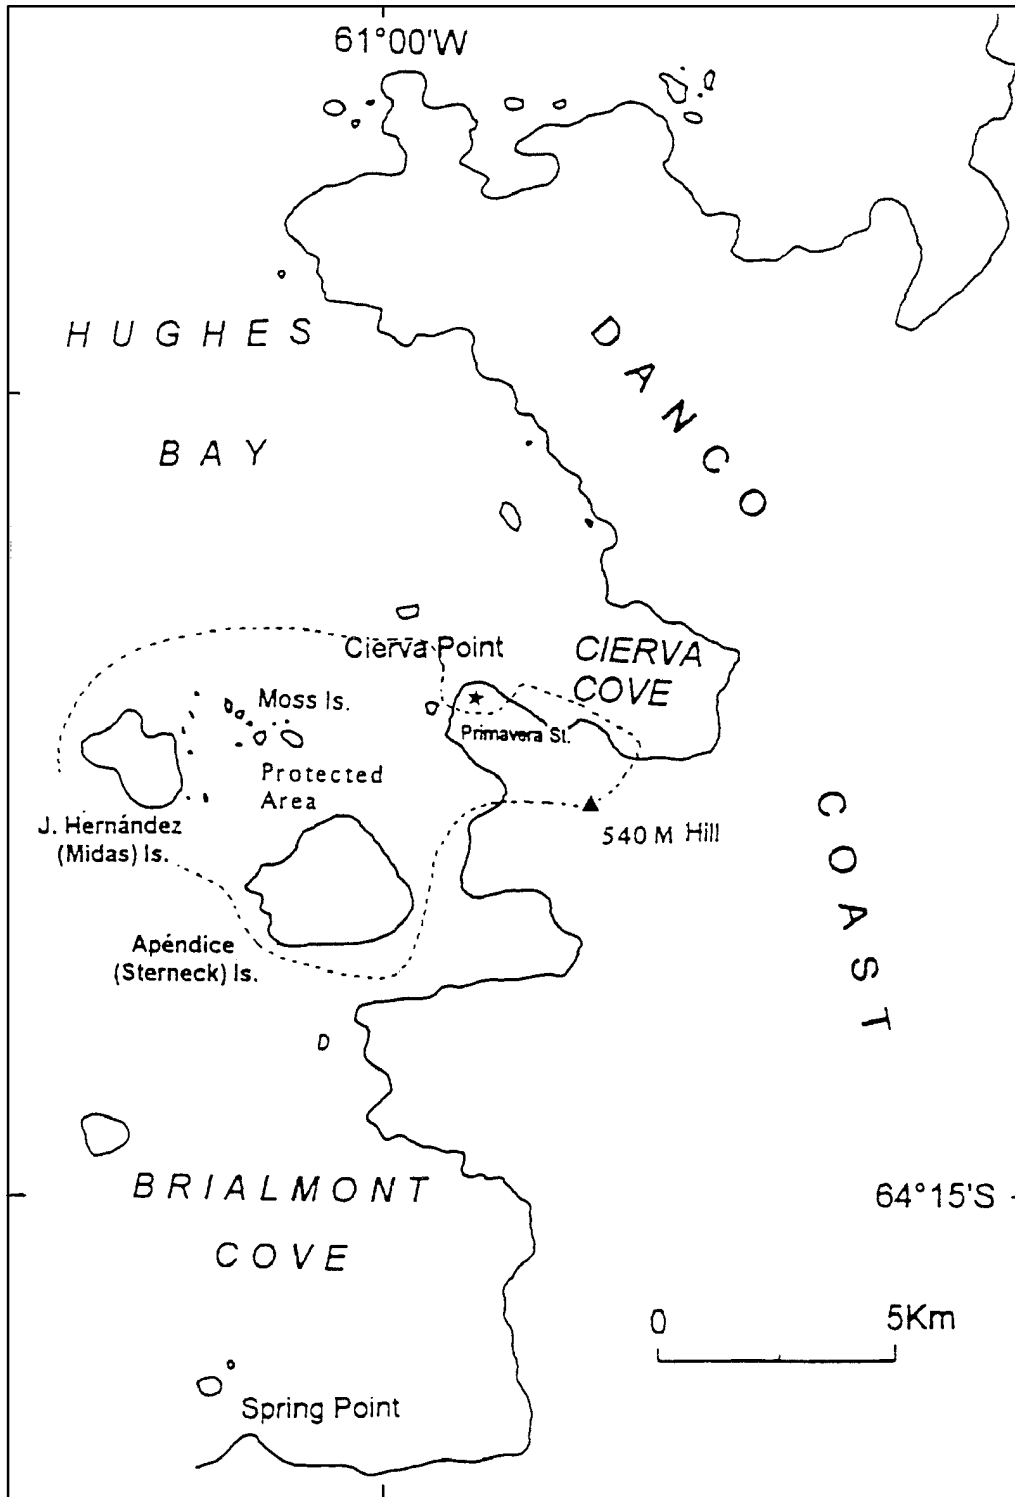 61°00'W
HUGHES
BAY
DANCO
Cierva Point
CIERVA
COVE
Moss Is.
Primavera St.
Protected
Area
J. Hernández
(Midas) Is.
540 M Hill
COAST
Apéndice
(Sterneck) Is.
BRIALMONT
COVE
64°15'S
0 5Km
Spring Point